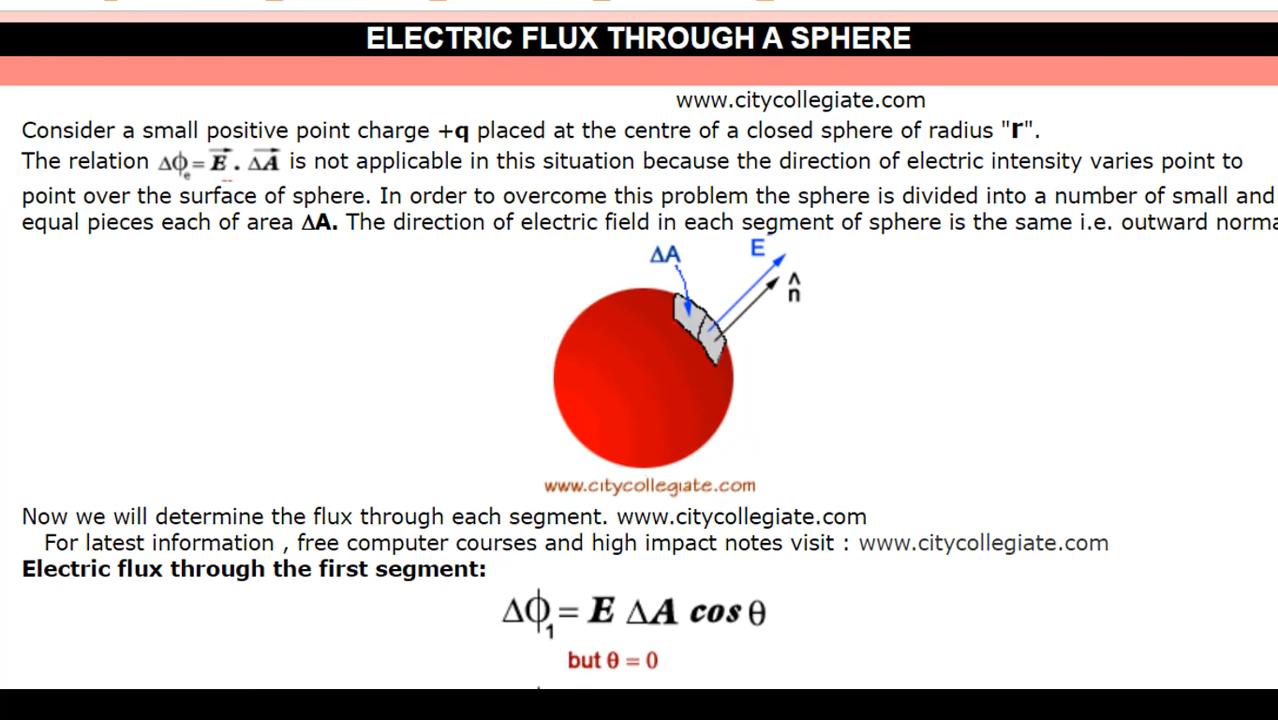 ELECTRIC FLUX THROUGH A SPHERE
www.citycollegiate.com
Consider a small positive point charge +q placed at the centre of a closed sphere of radius "r".
The relation Δϕe = E . ΔA is not applicable in this situation because the direction of electric intensity varies point to
point over the surface of sphere. In order to overcome this problem the sphere is divided into a number of small and
equal pieces each of area ΔA. The direction of electric field in each segment of sphere is the same i.e. outward norma
ΔA
E
n̂
www.citycollegiate.com
Now we will determine the flux through each segment. www.citycollegiate.com
For latest information , free computer courses and high impact notes visit : www.citycollegiate.com
Electric flux through the first segment:
Δϕ1 = E ΔA cos θ
but θ = 0